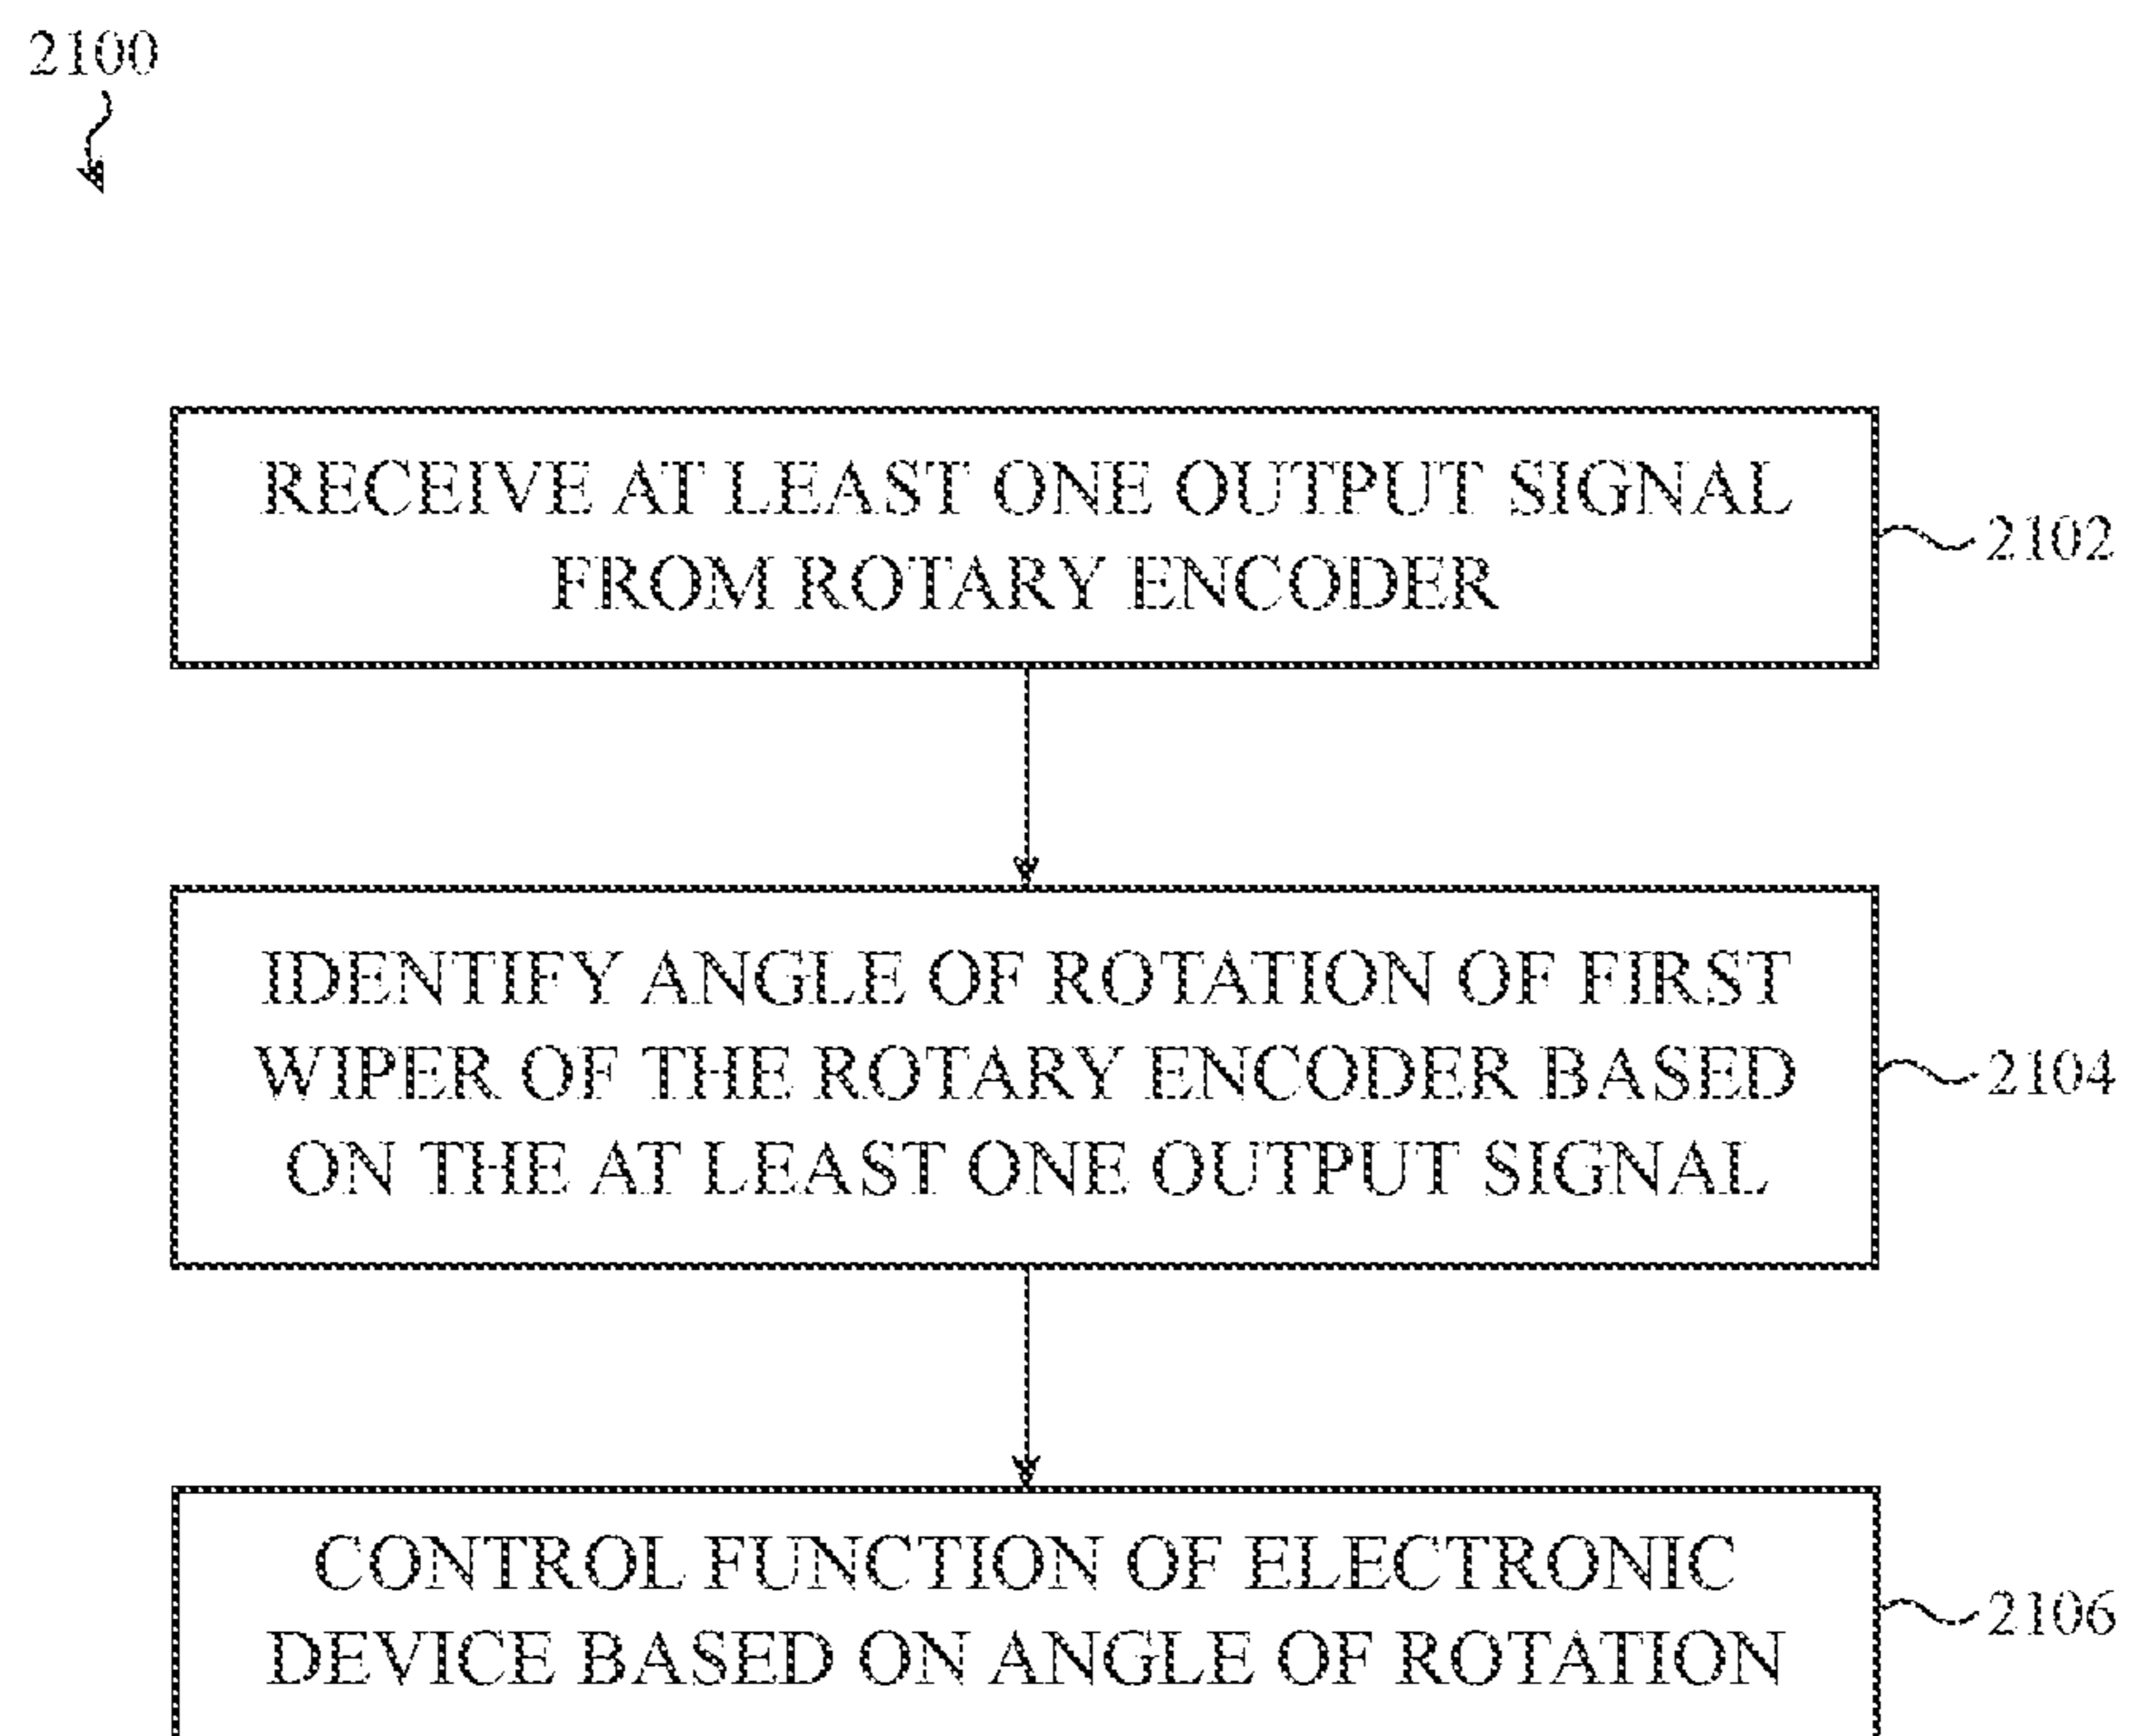 2100
RECEIVE AT LEAST ONE OUTPUT SIGNAL
FROM ROTARY ENCODER
2102
IDENTIFY ANGLE OF ROTATION OF FIRST
WIPER OF THE ROTARY ENCODER BASED
ON THE AT LEAST ONE OUTPUT SIGNAL
2104
CONTROL FUNCTION OF ELECTRONIC
DEVICE BASED ON ANGLE OF ROTATION
2106